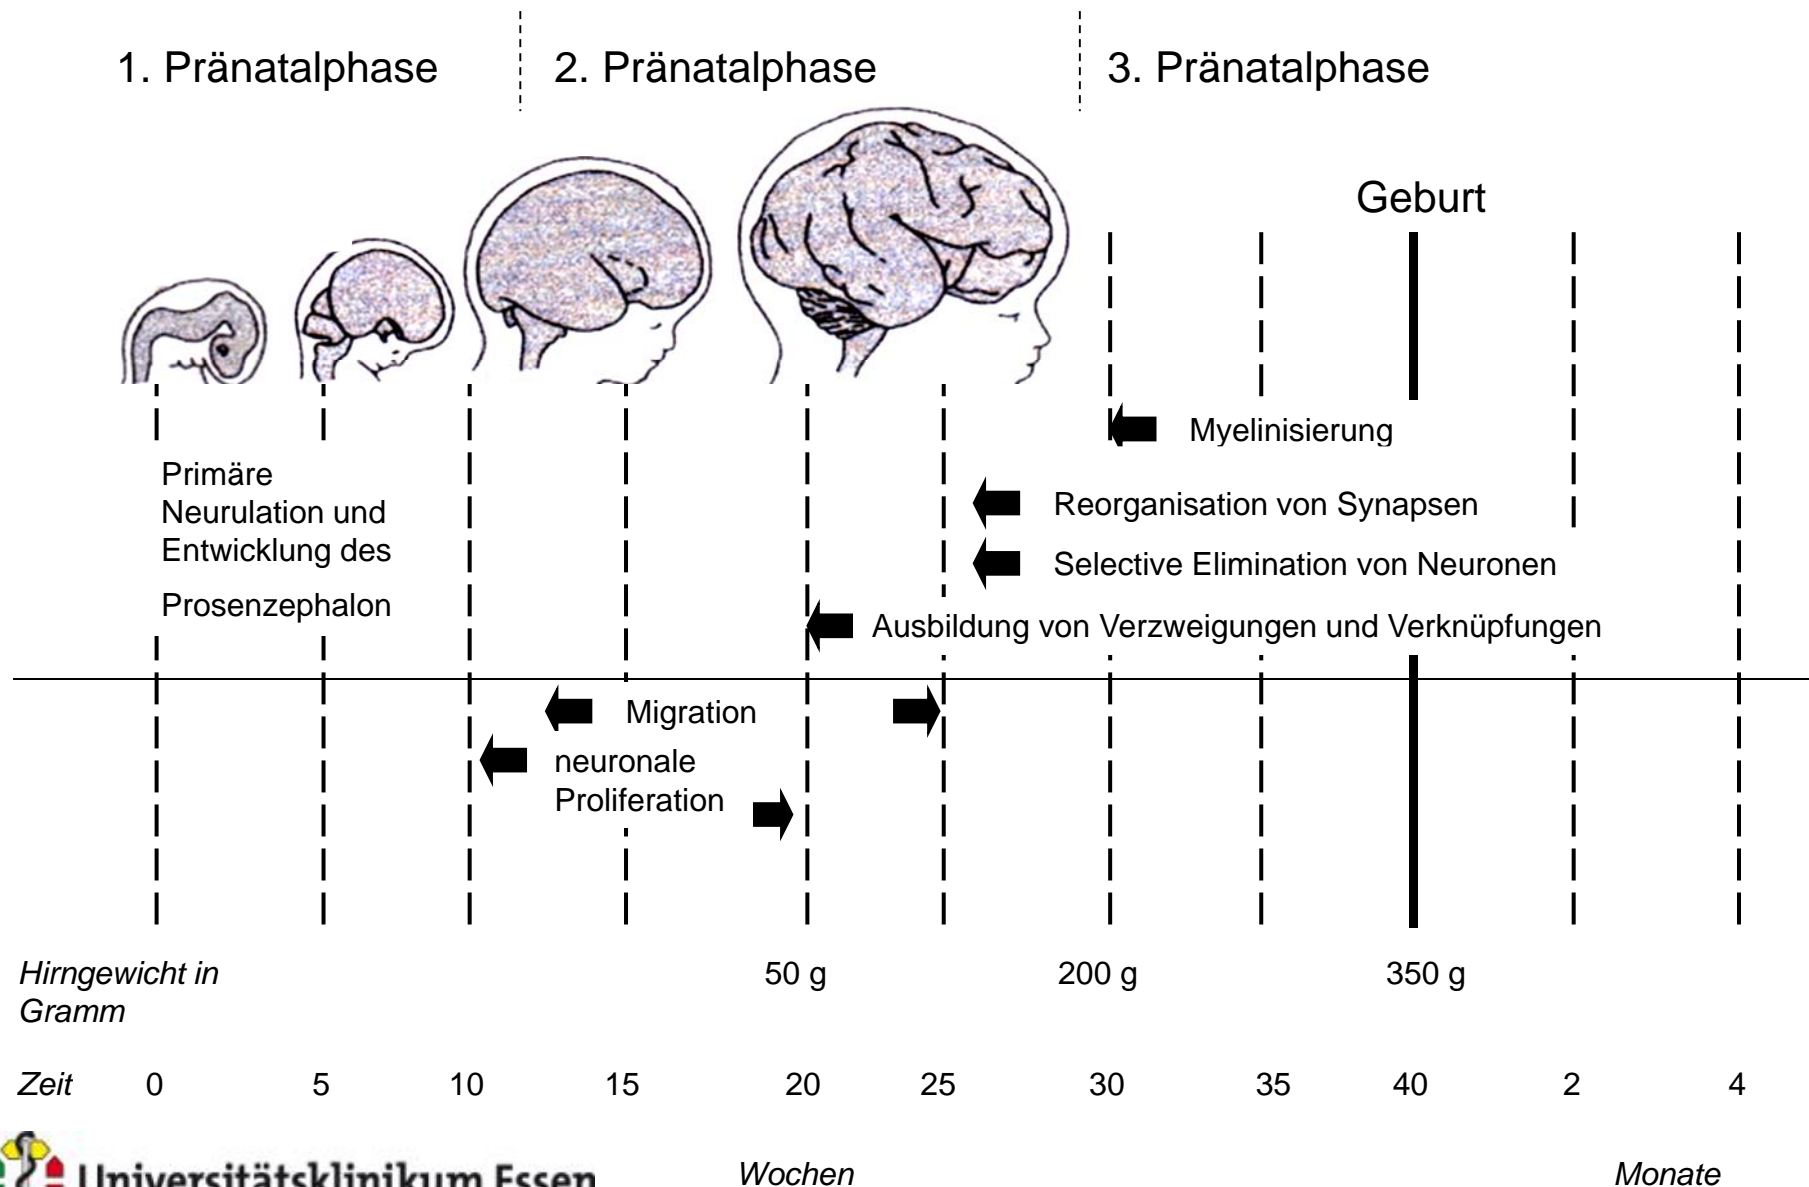 1. Pränatalphase
2. Pränatalphase
3. Pränatalphase
Geburt
Myelinisierung
Primäre
Neurulation und
Entwicklung des
Prosenzephalon
Reorganisation von Synapsen
Selective Elimination von Neuronen
Ausbildung von Verzweigungen und Verknüpfungen
Migration
neuronale
Proliferation
Hirngewicht in
Gramm
50 g
200 g
350 g
Zeit 0 5 10 15 20 25 30 35 40 2 4
Universitätsklinikum Essen
Wochen
Monate